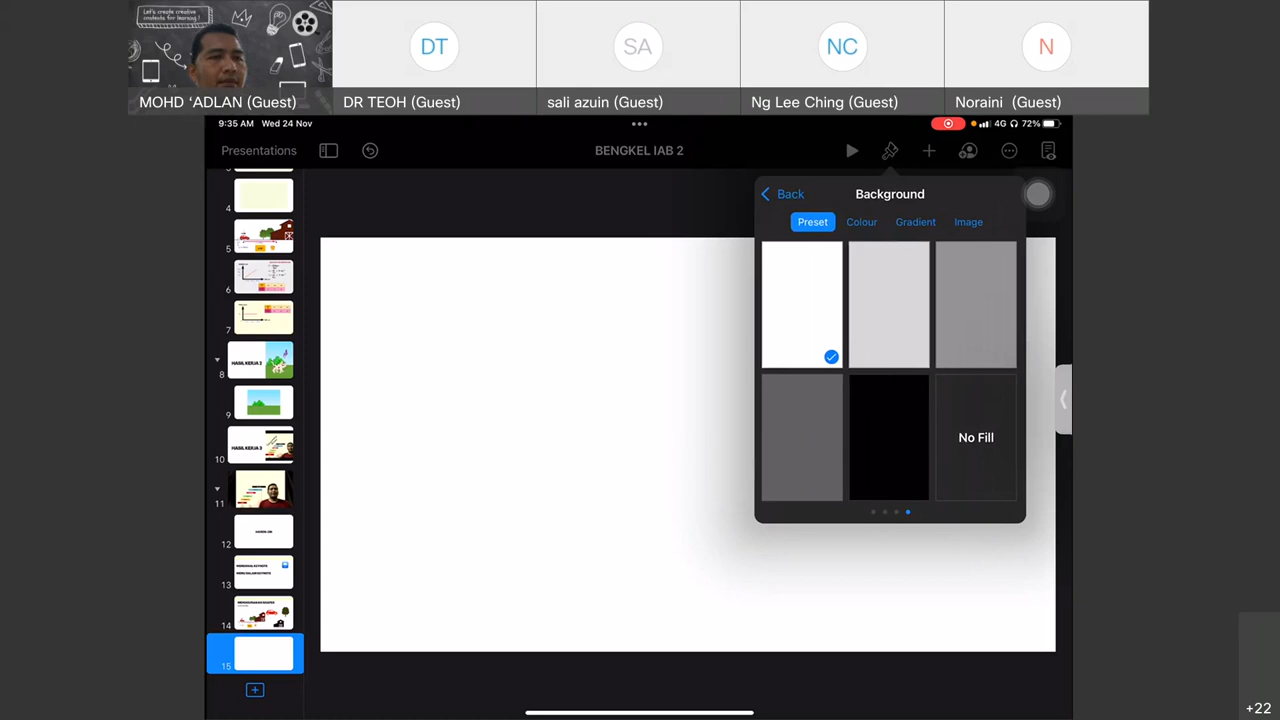 Let's create creative
contents for learning !
MOHD ‘ADLAN (Guest)
DT
DR TEOH (Guest)
SA
sali azuin (Guest)
NC
Ng Lee Ching (Guest)
N
Noraini (Guest)
9:35 AM Wed 24 Nov
4G 72%
Presentations
BENGKEL IAB 2
Back
Background
Preset
Colour
Gradient
Image
No Fill
4
5
6
7
HASIL KERJA 2
8
9
HASIL KERJA 3
10
11
12
13
14
15
+22